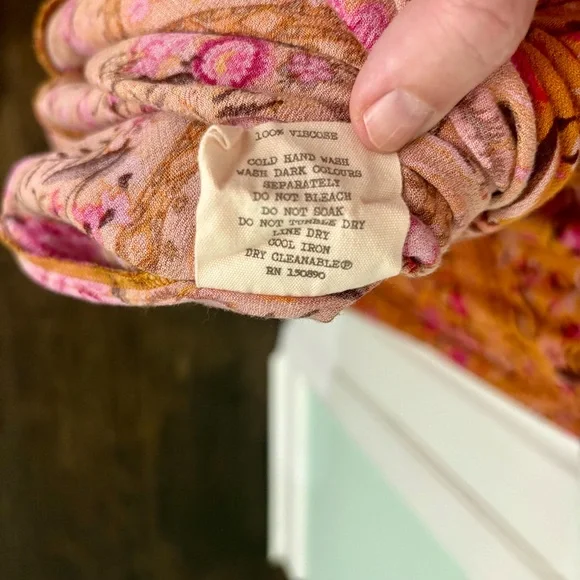 100% VISCOSE
COLD HAND WASH
WASH DARK COLOURS
SEPARATELY
DO NOT BLEACH
DO NOT SOAK
DO NOT TUMBLE DRY
LINE DRY
COOL IRON
DRY CLEANABLE®
RN 150890